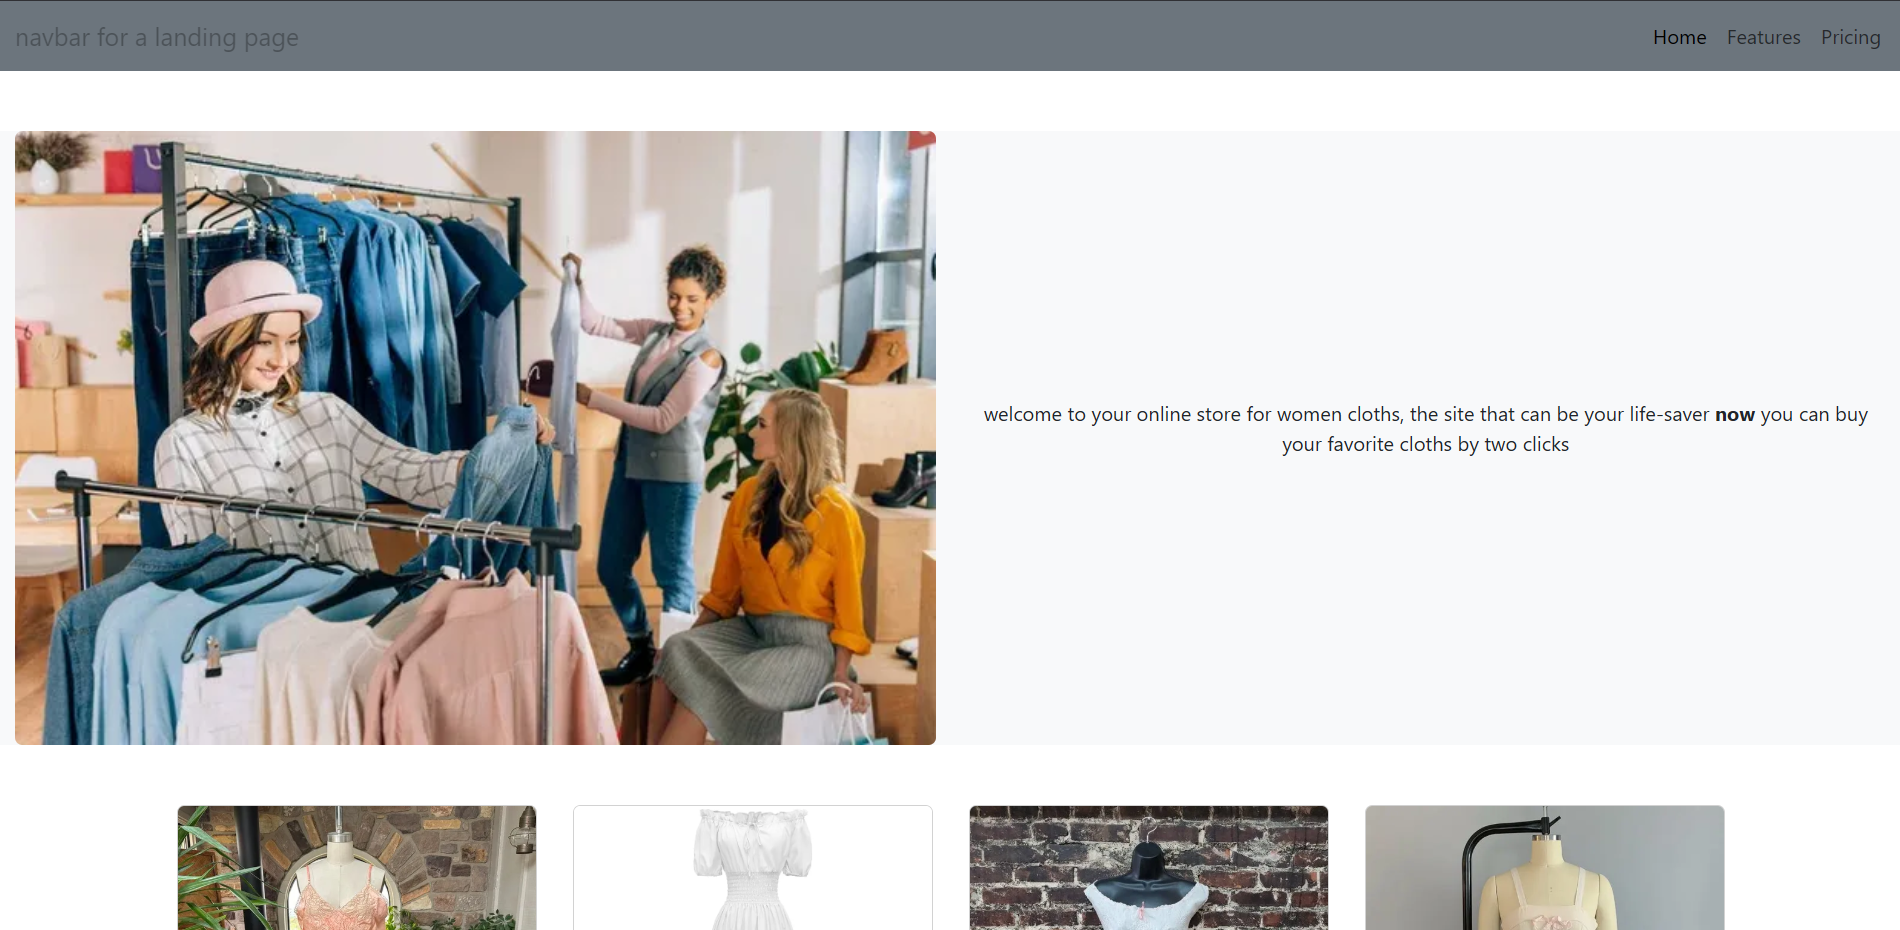 navbar for a landing page
Home Features Pricing
welcome to your online store for women cloths, the site that can be your life-saver now you can buy
your favorite cloths by two clicks